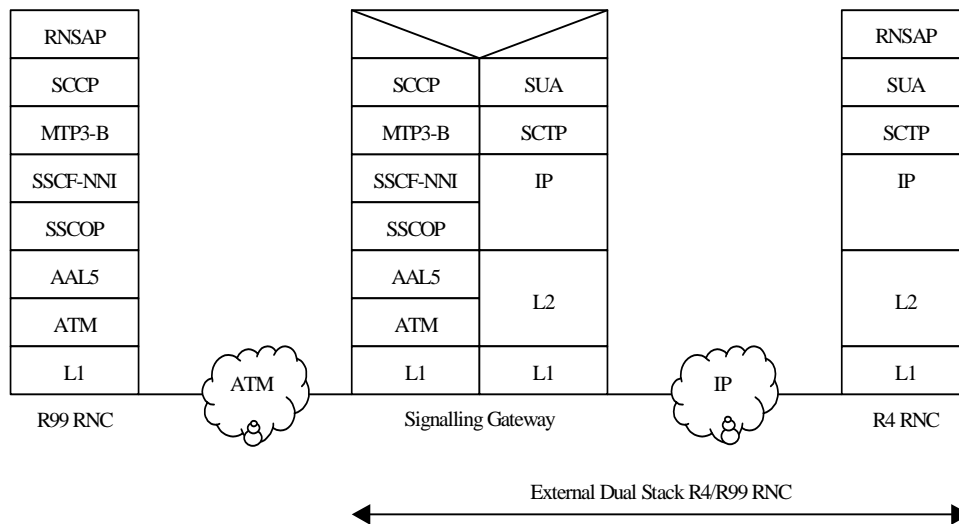 RNSAP
SCCP
MTP3-B
SSCF-NNI
SSCOP
AAL5
ATM
L1
R99 RNC
ATM
SCCP
MTP3-B
SSCF-NNI
SSCOP
AAL5
ATM
L1
SUA
SCTP
IP
L2
L1
Signalling Gateway
IP
RNSAP
SUA
SCTP
IP
L2
L1
R4 RNC
External Dual Stack R4/R99 RNC